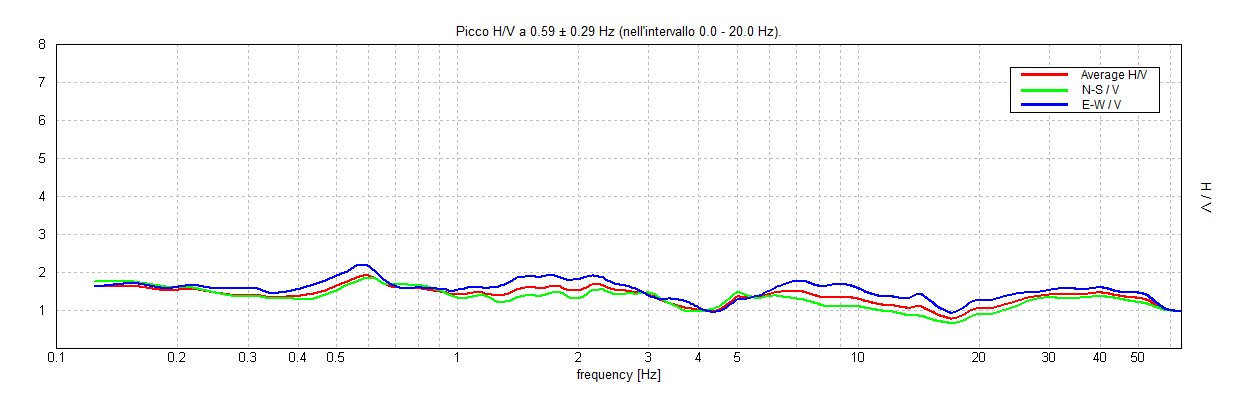 Picco H/V a 0.59 ± 0.29 Hz (nell'intervallo 0.0 - 20.0 Hz).
8
7
6
5
4
3
2
1
Average H/V
N-S / V
E-W / V
H / V
0.1 0.2 0.3 0.4 0.5 1 2 3 4 5 10 20 30 40 50
frequency [Hz]